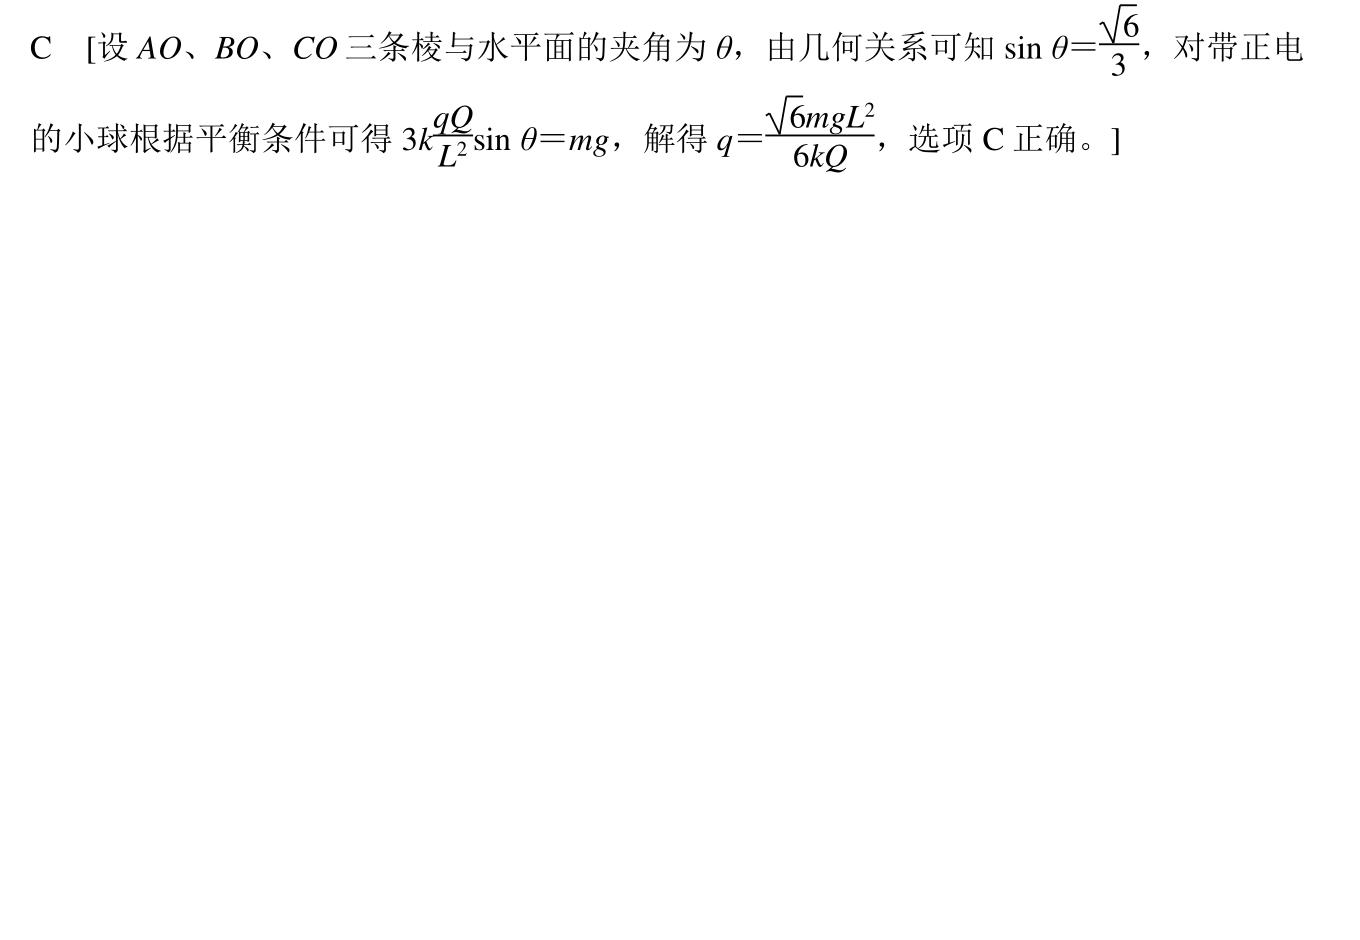 C [设 AO、BO、CO 三条棱与水平面的夹角为 θ，由几何关系可知 sin θ＝√6/3，对带正电
的小球根据平衡条件可得 3k qQ/L² sin θ＝mg，解得 q＝√6mgL²/6kQ，选项 C 正确。]